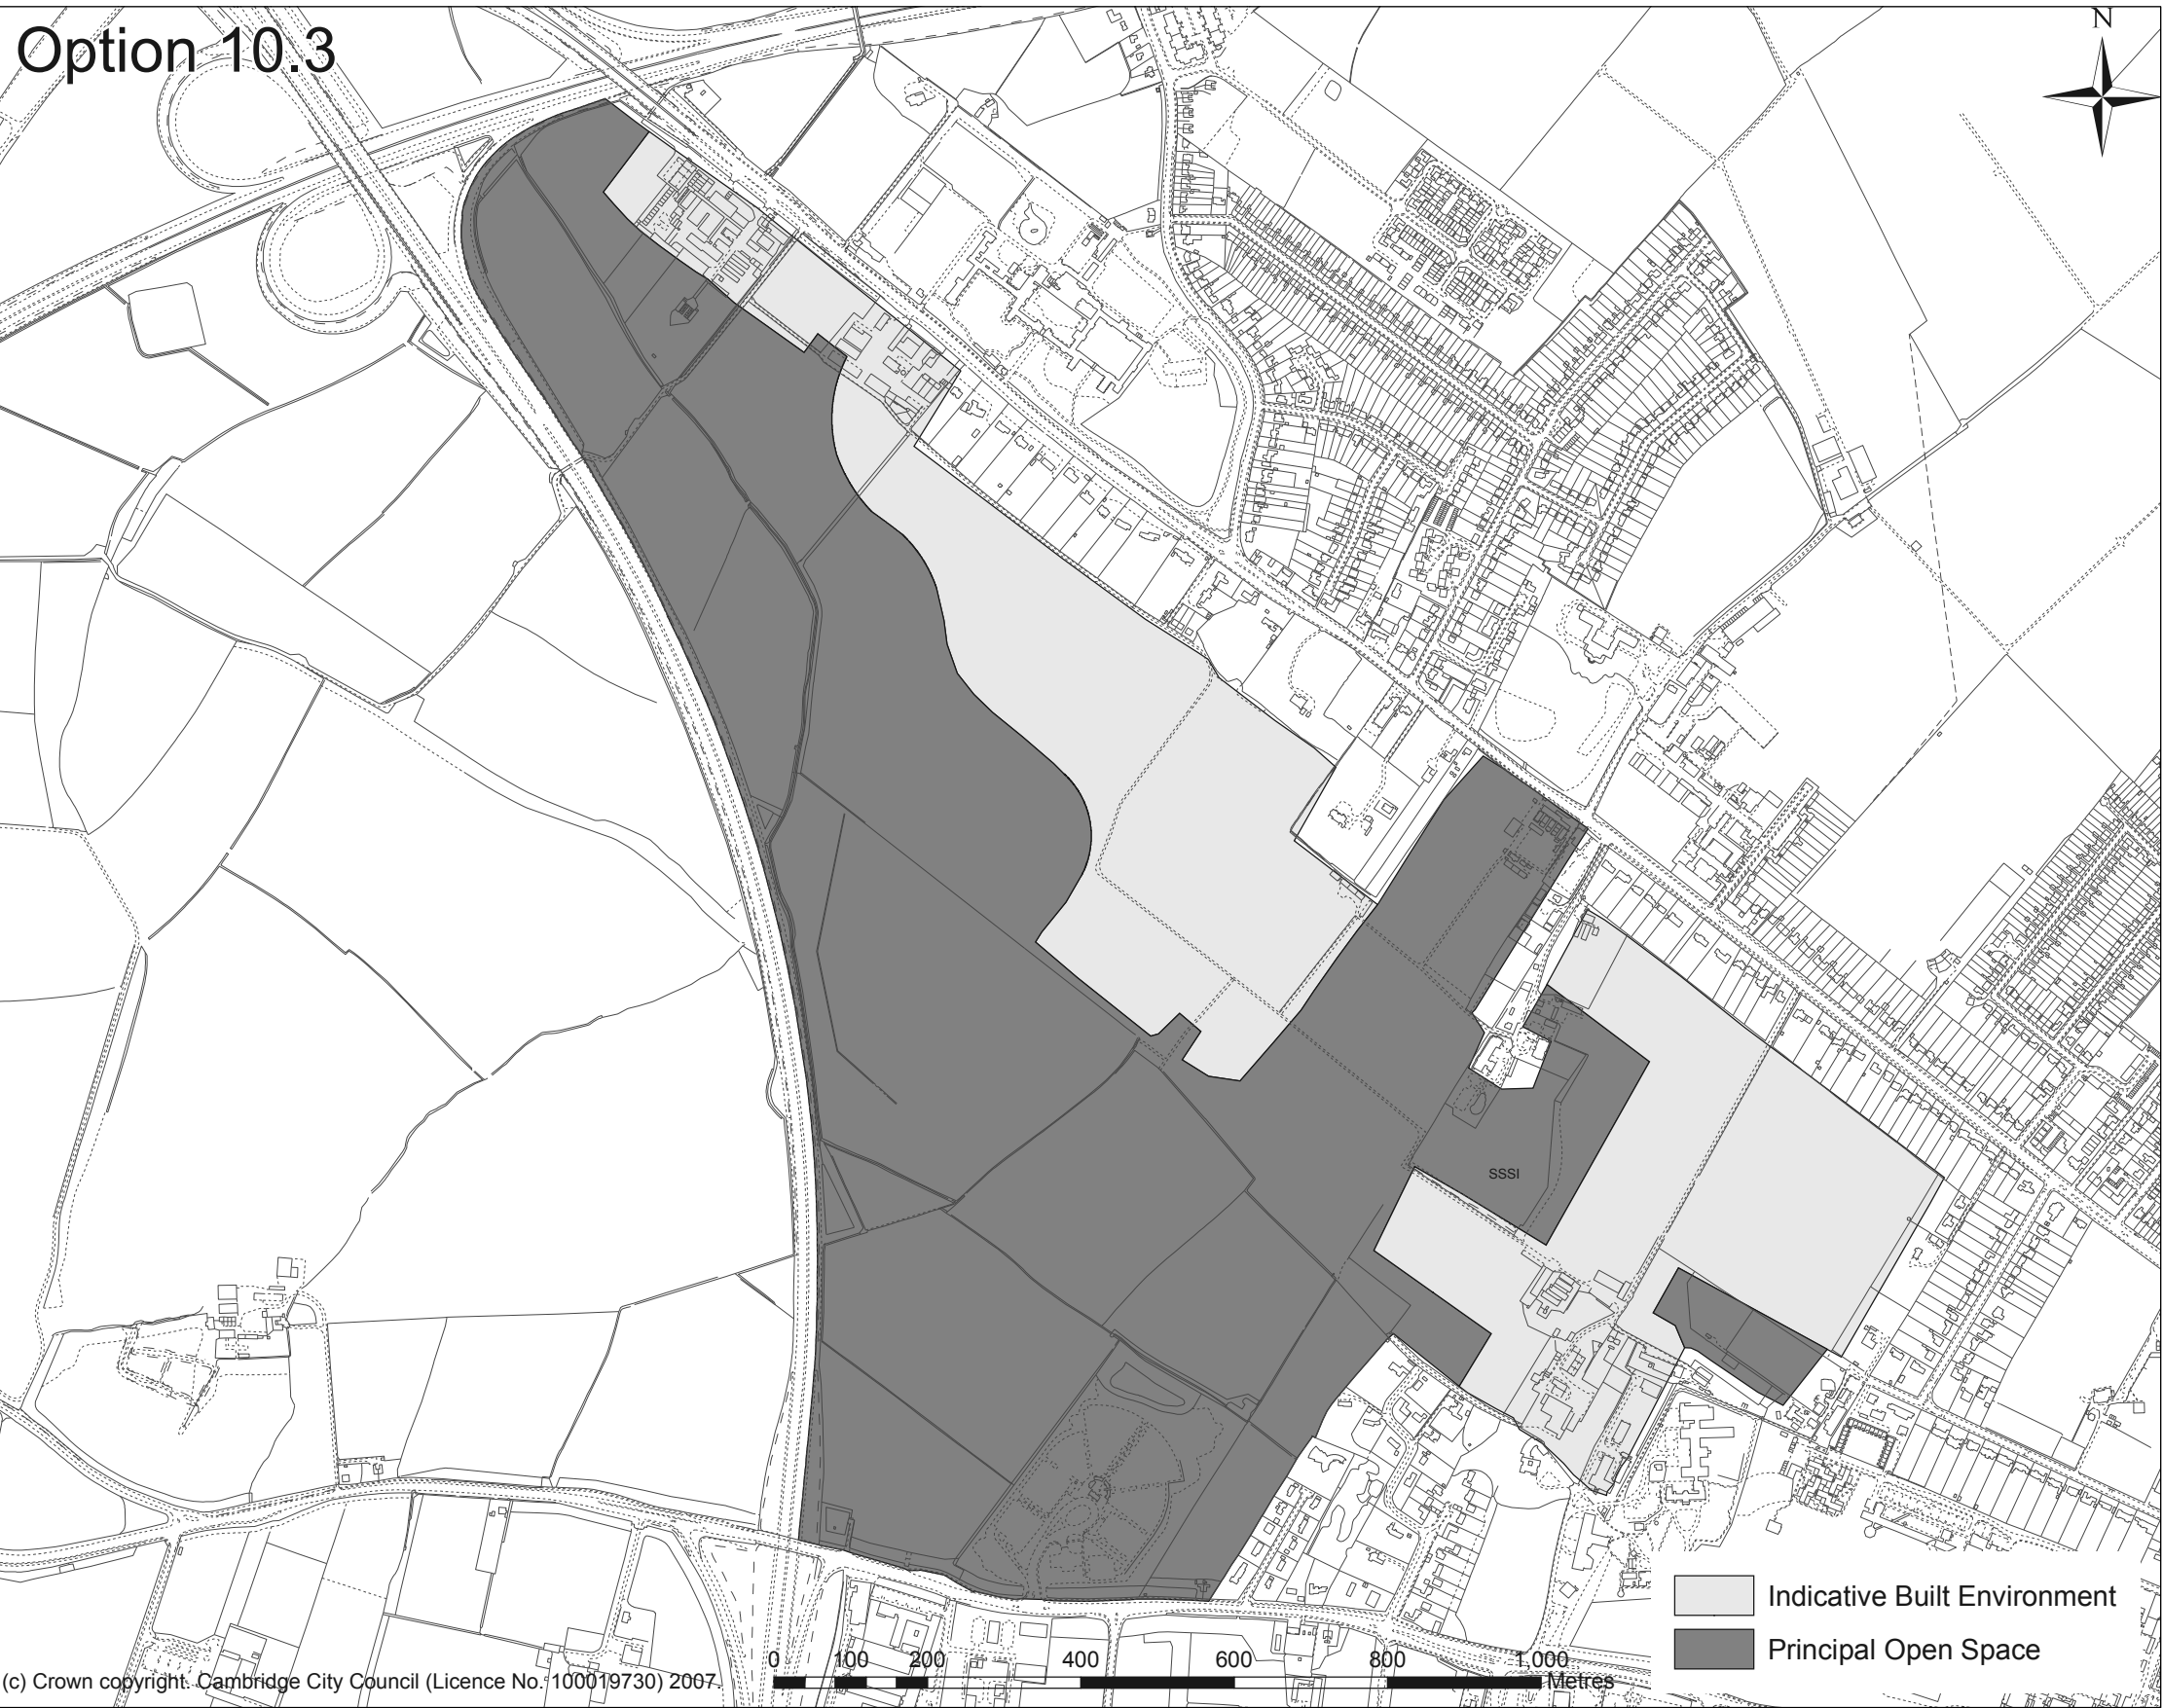 Option 10.3
N
SSSI
Indicative Built Environment
Principal Open Space
0 100 200 400 600 800 1,000
Metres
(c) Crown copyright. Cambridge City Council (Licence No. 100019730) 2007.